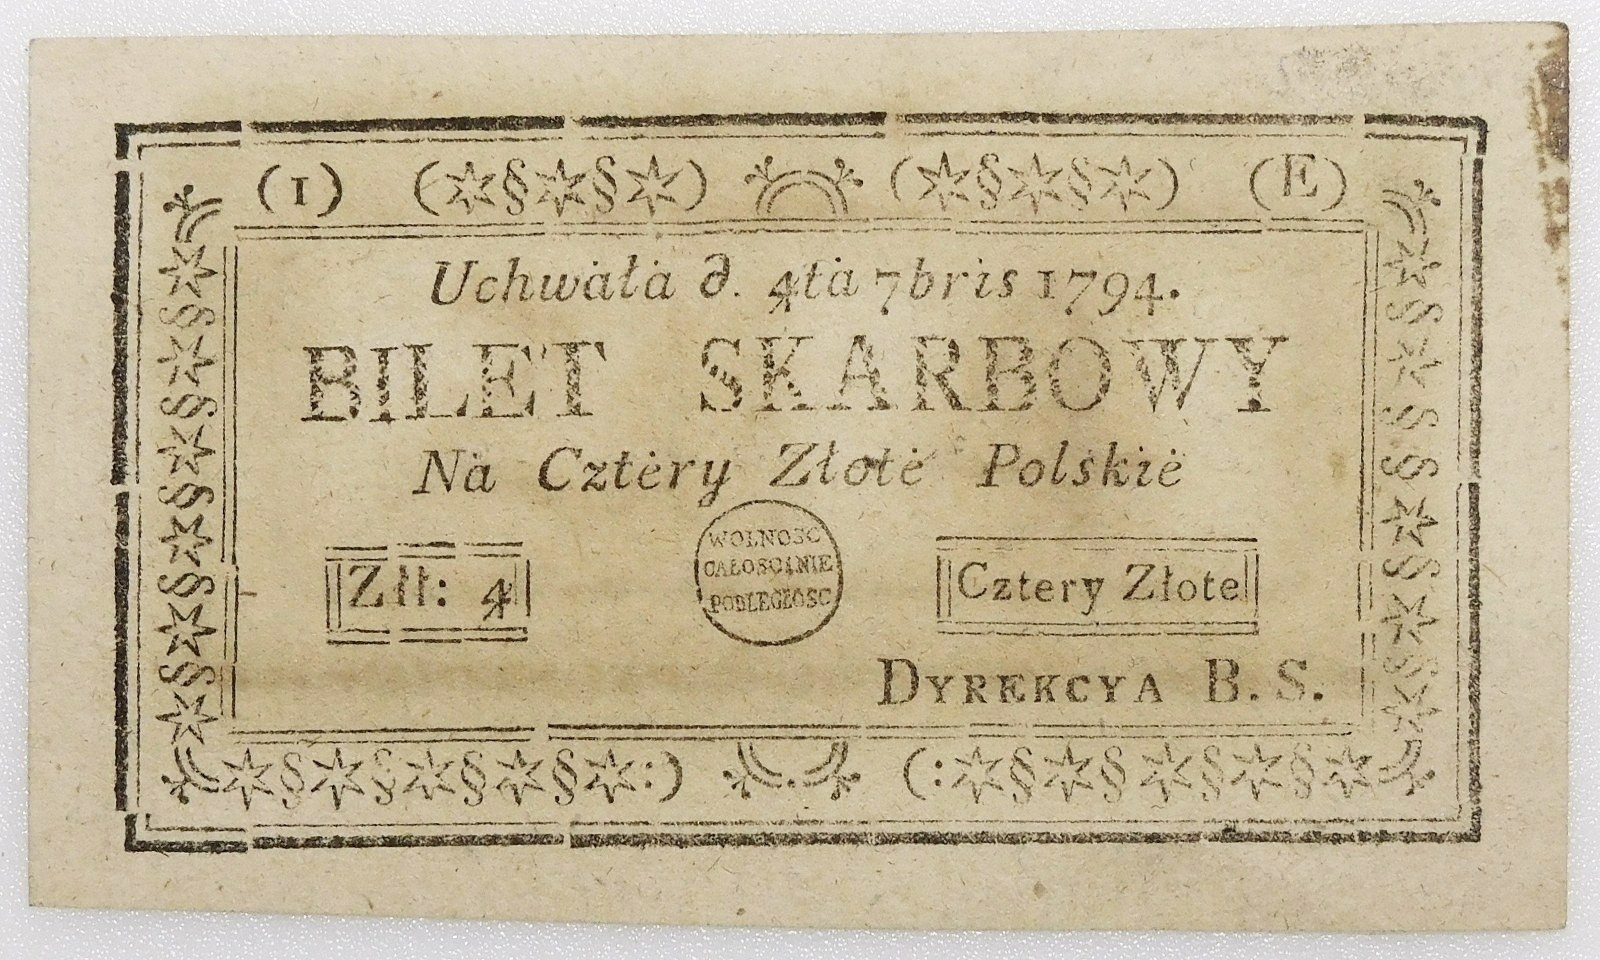 (I) (E)
Uchwała d. 4ta 7bris 1794.
BILET SKARBOWY
Na Cztery Złote Polskie
Złł: 4
WOLNOSC
CAŁOSC I NIE
PODLEGŁOSC
Cztery Złote
DYREKCYA B. S.